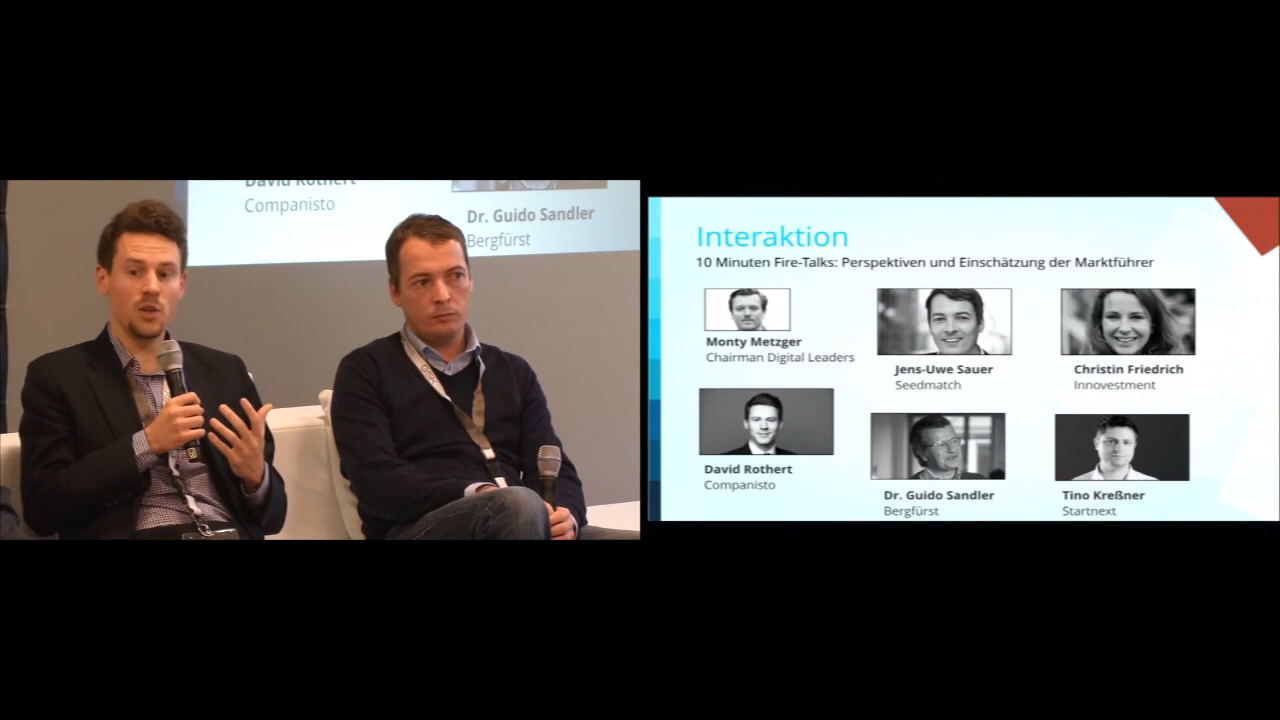 David Rothert
Companisto
Dr. Guido Sandler
Bergfürst
Interaktion
10 Minuten Fire-Talks: Perspektiven und Einschätzung der Marktführer
Monty Metzger
Chairman Digital Leaders
Jens-Uwe Sauer
Seedmatch
Christin Friedrich
Innovestment
David Rothert
Companisto
Dr. Guido Sandler
Bergfürst
Tino Kreßner
Startnext